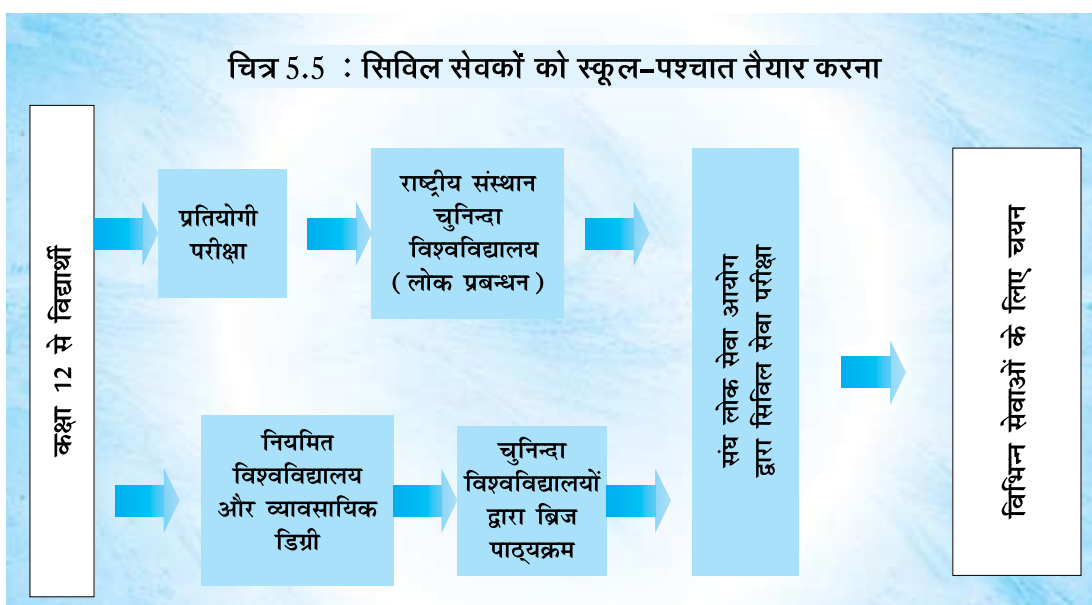 चित्र 5.5 : सिविल सेवकों को स्कूल-पश्चात तैयार करना
कक्षा 12 से विद्यार्थी
प्रतियोगी
परीक्षा
राष्ट्रीय संस्थान
चुनिन्दा
विश्वविद्यालय
( लोक प्रबन्धन )
नियमित
विश्वविद्यालय
और व्यावसायिक
डिग्री
चुनिन्दा
विश्वविद्यालयों
द्वारा ब्रिज
पाठ्यक्रम
संघ लोक सेवा आयोग
द्वारा सिविल सेवा परीक्षा
विभिन्न सेवाओं के लिए चयन